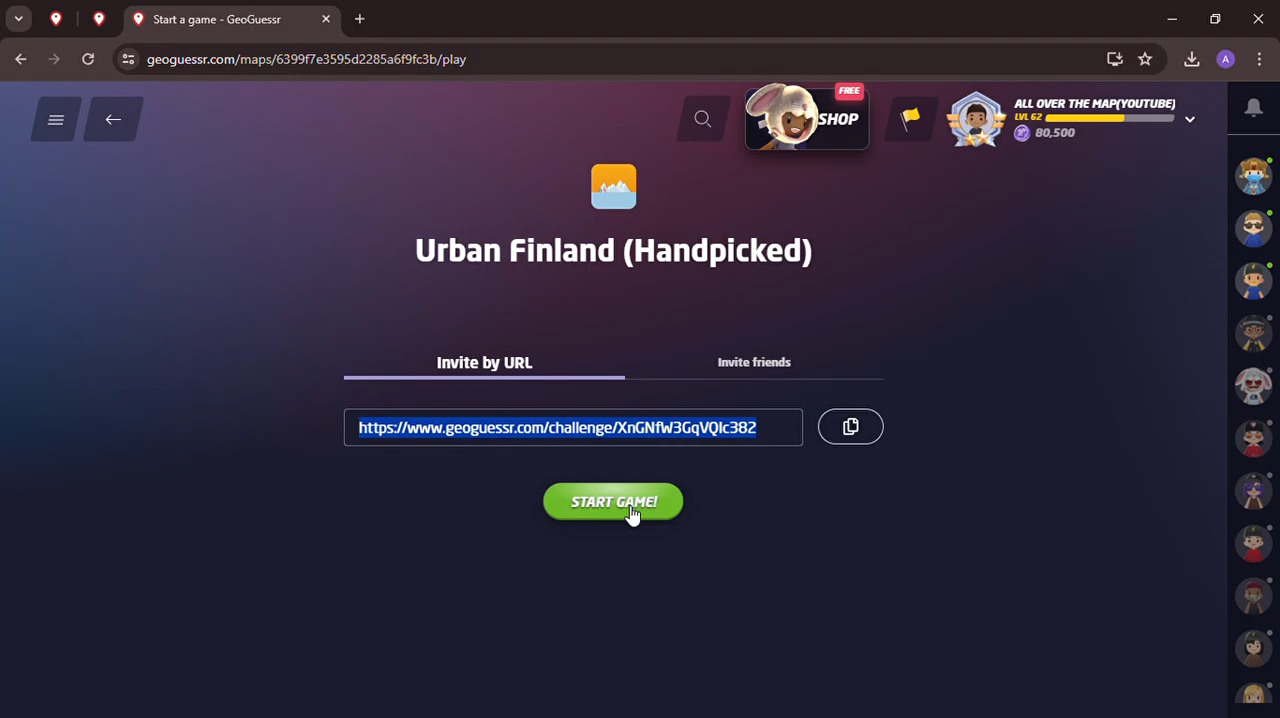 Start a game - GeoGuessr
geoguessr.com/maps/6399f7e3595d2285a6f9fc3b/play
A
FREE
SHOP
ALL OVER THE MAP(YOUTUBE)
LVL 62
80,500
Urban Finland (Handpicked)
Invite by URL
Invite friends
https://www.geoguessr.com/challenge/XnGNfW3GqVQlc382
START GAME!